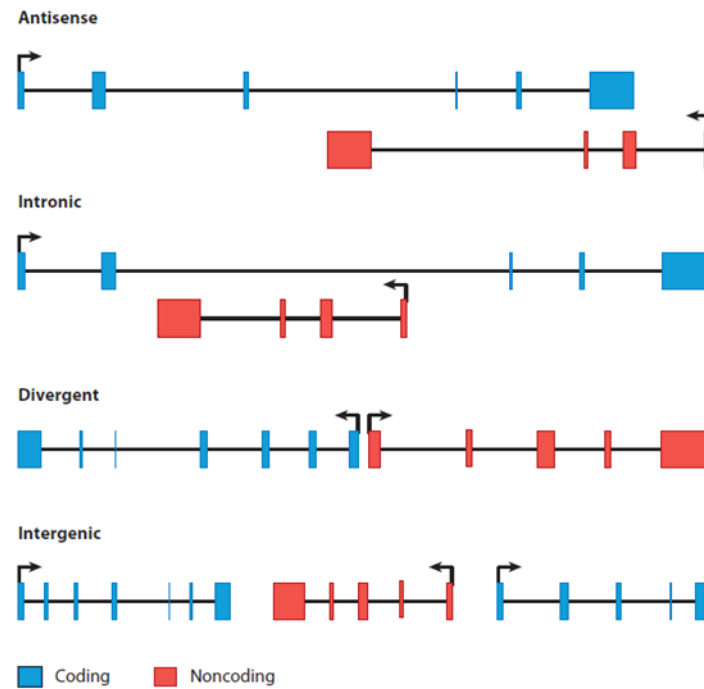 Antisense
Intronic
Divergent
Intergenic
Coding Noncoding